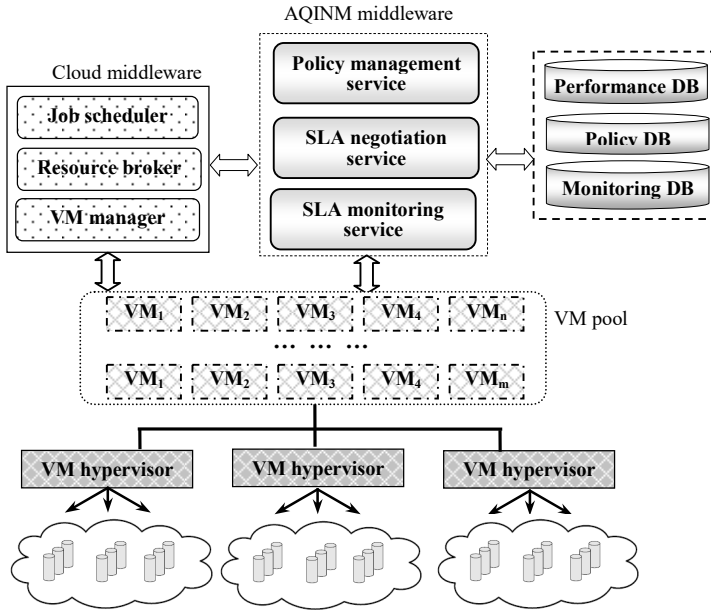 AQINM middleware
Cloud middleware
Job scheduler
Resource broker
VM manager
Policy management
service
SLA negotiation
service
SLA monitoring
service
Performance DB
Policy DB
Monitoring DB
VM1 VM2 VM3 VM4 VMn
... ... ...
VM1 VM2 VM3 VM4 VMm
VM pool
VM hypervisor VM hypervisor VM hypervisor